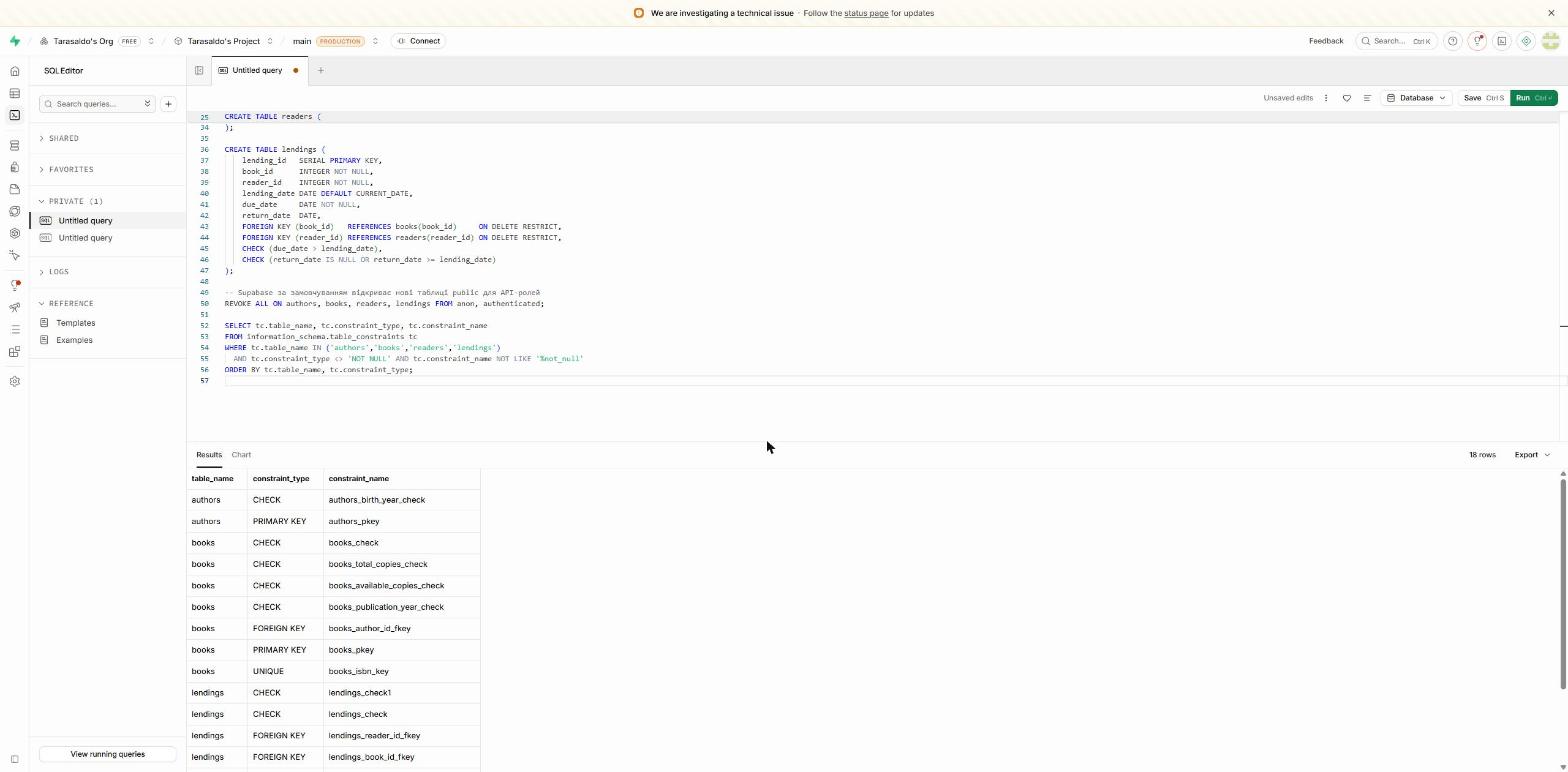 We are investigating a technical issue · Follow the status page for updates
Tarasaldo's Org FREE / Tarasaldo's Project / main PRODUCTION Connect
Feedback Search... Ctrl K
SQL Editor
Untitled query
Search queries...
Unsaved edits Database Save Ctrl S Run Ctrl ↵
SHARED
FAVORITES
PRIVATE (1)
Untitled query
Untitled query
LOGS
REFERENCE
Templates
Examples
View running queries
25 CREATE TABLE readers (
34 );
35
36 CREATE TABLE lendings (
37 lending_id SERIAL PRIMARY KEY,
38 book_id INTEGER NOT NULL,
39 reader_id INTEGER NOT NULL,
40 lending_date DATE DEFAULT CURRENT_DATE,
41 due_date DATE NOT NULL,
42 return_date DATE,
43 FOREIGN KEY (book_id) REFERENCES books(book_id) ON DELETE RESTRICT,
44 FOREIGN KEY (reader_id) REFERENCES readers(reader_id) ON DELETE RESTRICT,
45 CHECK (due_date > lending_date),
46 CHECK (return_date IS NULL OR return_date >= lending_date)
47 );
48
49 -- Supabase за замовчуванням відкриває нові таблиці public для API-ролей
50 REVOKE ALL ON authors, books, readers, lendings FROM anon, authenticated;
51
52 SELECT tc.table_name, tc.constraint_type, tc.constraint_name
53 FROM information_schema.table_constraints tc
54 WHERE tc.table_name IN ('authors','books','readers','lendings')
55 AND tc.constraint_type <> 'NOT NULL' AND tc.constraint_name NOT LIKE '%not_null'
56 ORDER BY tc.table_name, tc.constraint_type;
57
Results Chart 18 rows Export
table_name constraint_type constraint_name
authors CHECK authors_birth_year_check
authors PRIMARY KEY authors_pkey
books CHECK books_check
books CHECK books_total_copies_check
books CHECK books_available_copies_check
books CHECK books_publication_year_check
books FOREIGN KEY books_author_id_fkey
books PRIMARY KEY books_pkey
books UNIQUE books_isbn_key
lendings CHECK lendings_check1
lendings CHECK lendings_check
lendings FOREIGN KEY lendings_reader_id_fkey
lendings FOREIGN KEY lendings_book_id_fkey